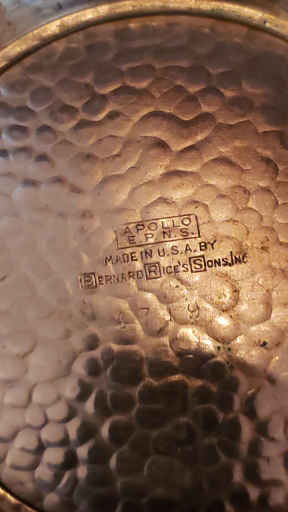 APOLLO
E.P.N.S.
MADE IN U.S.A. BY
BERNARD RICE'S SONS, INC